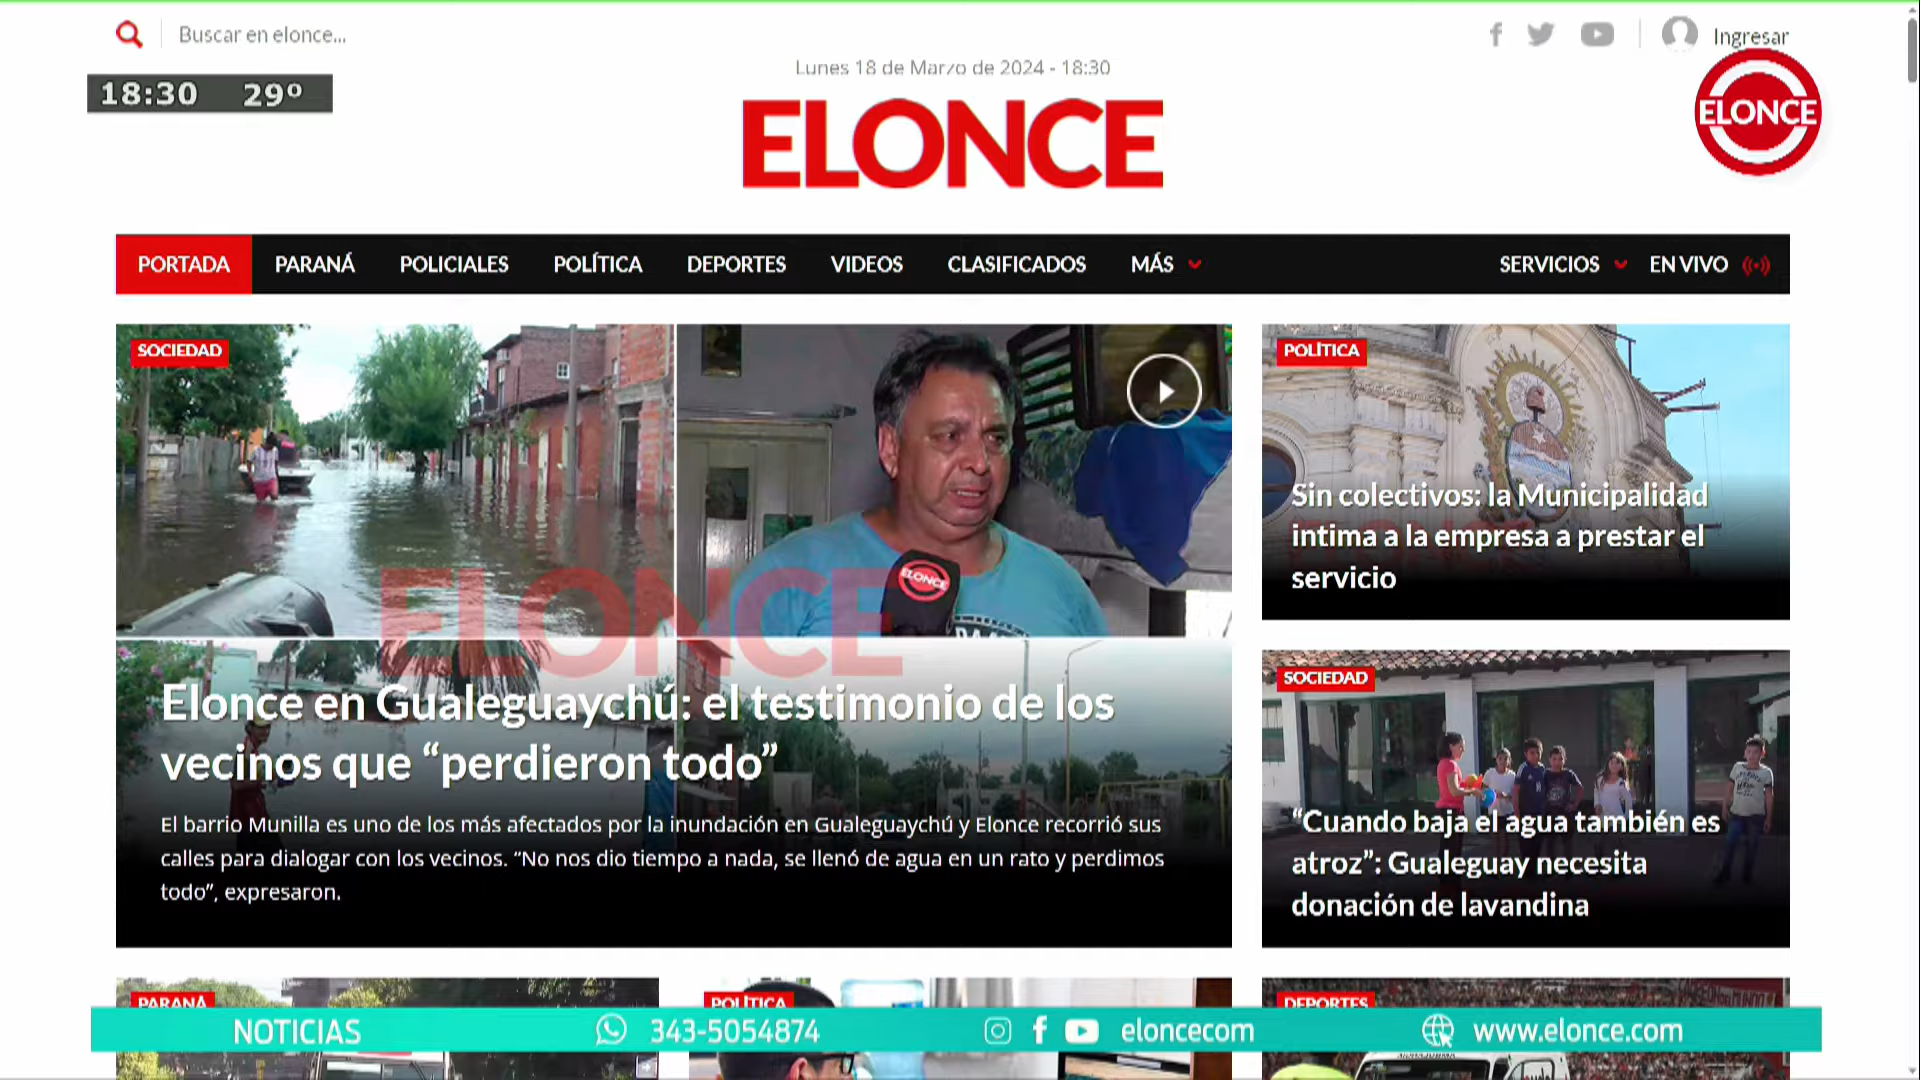 Buscar en elonce...
Ingresar
Lunes 18 de Marzo de 2024 - 18:30
18:30 29º
ELONCE
ELONCE
PORTADA PARANÁ POLICIALES POLÍTICA DEPORTES VIDEOS CLASIFICADOS MÁS SERVICIOS EN VIVO
SOCIEDAD
ELONCE
ELONCE
Elonce en Gualeguaychú: el testimonio de los
vecinos que “perdieron todo”
El barrio Munilla es uno de los más afectados por la inundación en Gualeguaychú y Elonce recorrió sus
calles para dialogar con los vecinos. “No nos dio tiempo a nada, se llenó de agua en un rato y perdimos
todo”, expresaron.
POLÍTICA
Sin colectivos: la Municipalidad
intima a la empresa a prestar el
servicio
SOCIEDAD
“Cuando baja el agua también es
atroz”: Gualeguay necesita
donación de lavandina
PARANÁ
POLÍTICA
DEPORTES
NOTICIAS 343-5054874 eloncecom www.elonce.com